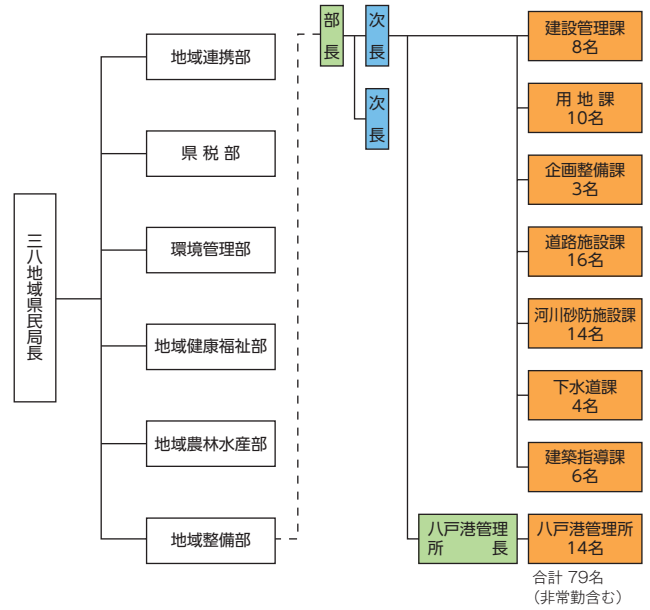 三八地域県民局長
地域連携部
県税部
環境管理部
地域健康福祉部
地域農林水産部
地域整備部
部長
次長
次長
建設管理課
8名
用地課
10名
企画整備課
3名
道路施設課
16名
河川砂防施設課
14名
下水道課
4名
建築指導課
6名
八戸港管理
所長
八戸港管理所
14名
合計 79名
（非常勤含む）